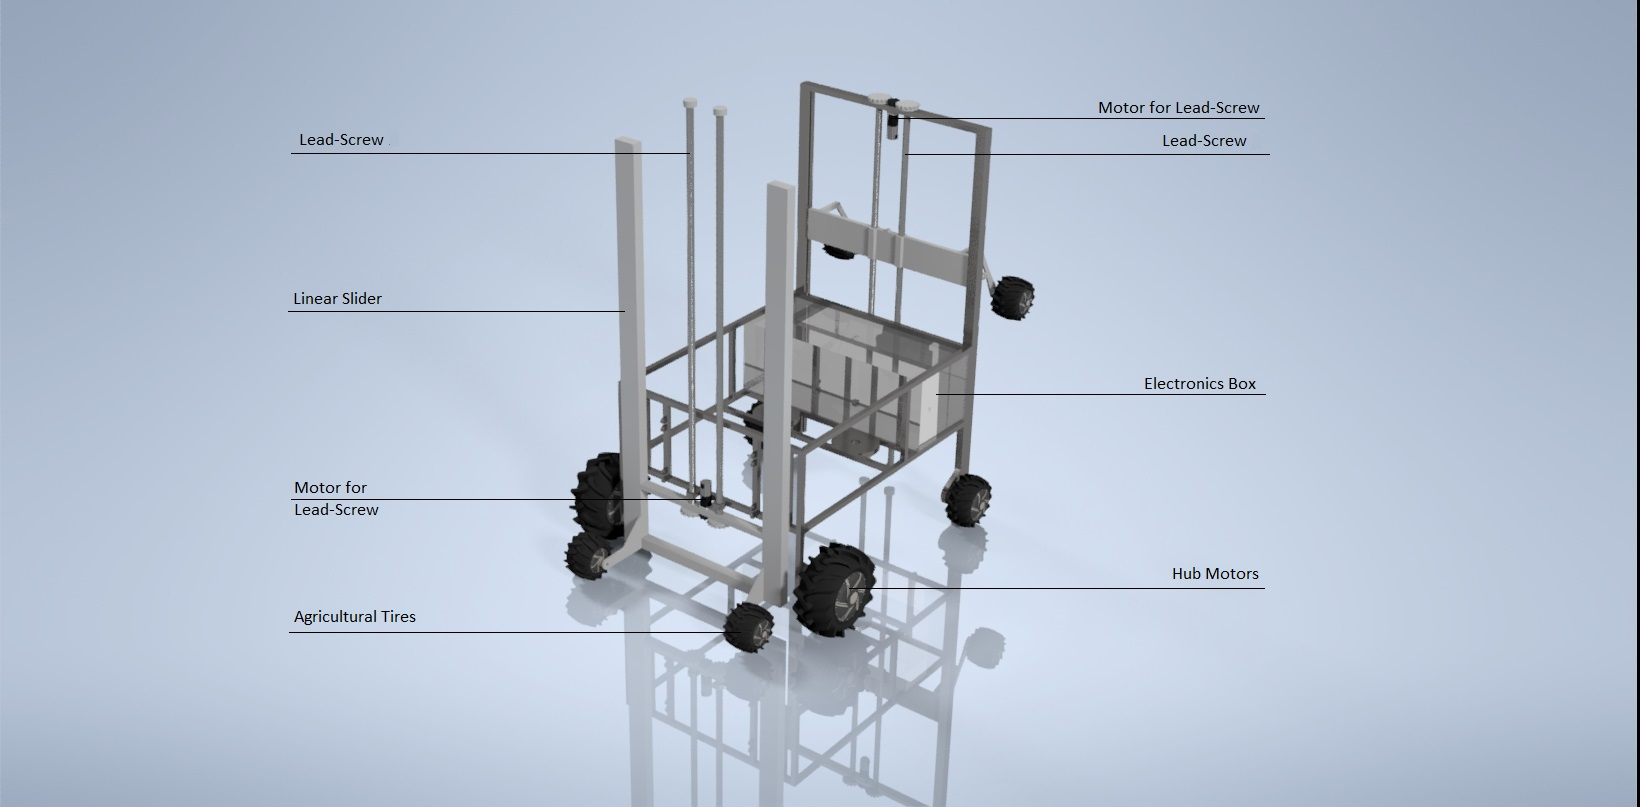 Motor for Lead-Screw
Lead-Screw
Lead-Screw
Linear Slider
Electronics Box
Motor for
Lead-Screw
Hub Motors
Agricultural Tires